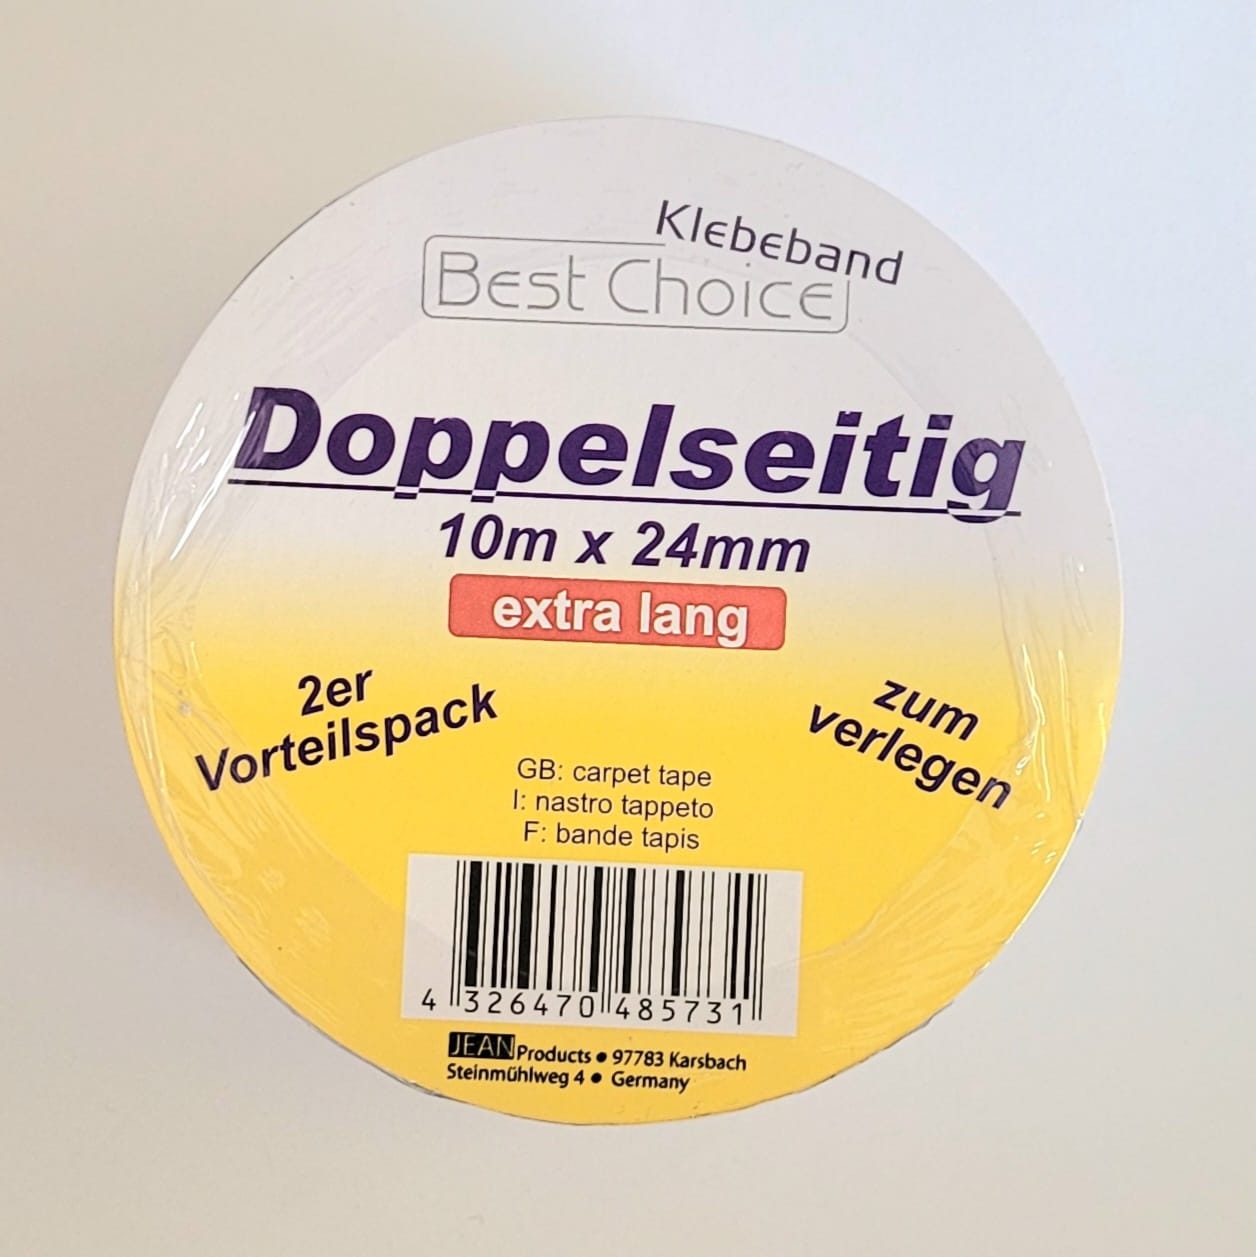 Klebeband
Best Choice
Doppelseitig
10m x 24mm
extra lang
2er
Vorteilspack
zum
verlegen
GB: carpet tape
I: nastro tappeto
F: bande tapis
4 326470 485731
JEAN Products • 97783 Karsbach
Steinmühlweg 4 • Germany